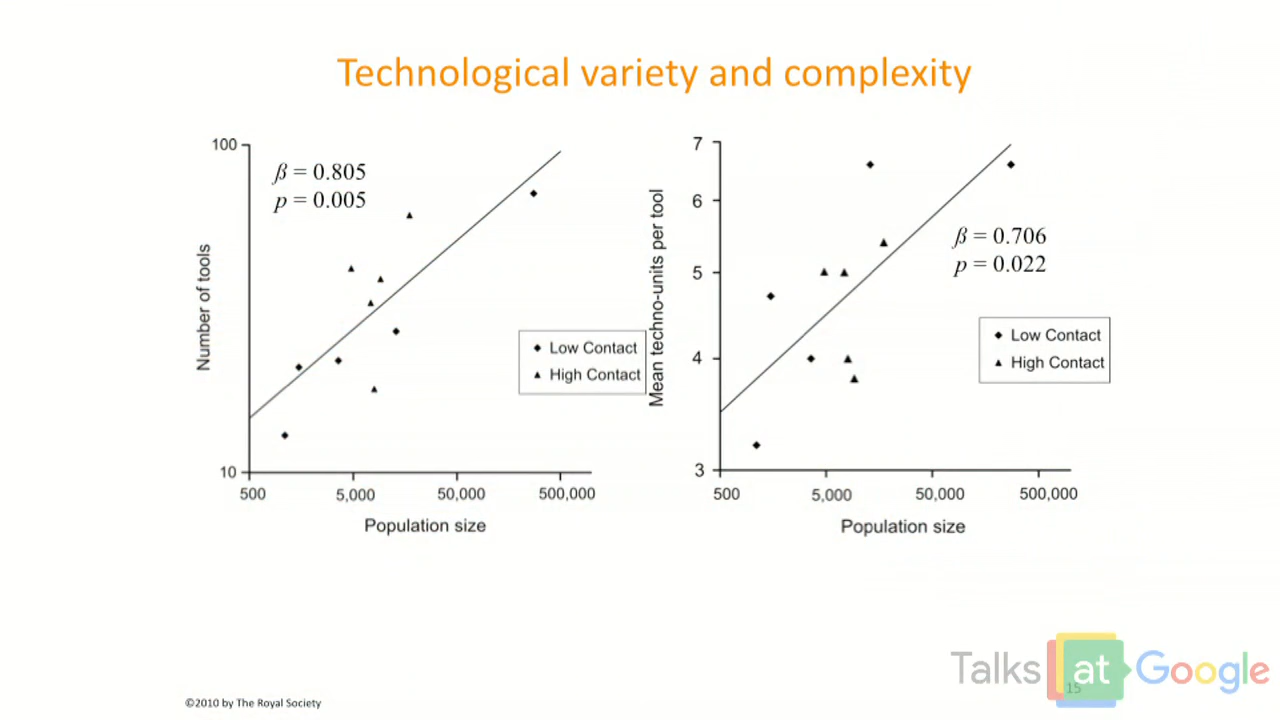 Technological variety and complexity
100
ß = 0.805
p = 0.005
Number of tools
Low Contact
High Contact
10
500
5,000
50,000
500,000
Population size
7
6
5
4
3
Mean techno-units per tool
ß = 0.706
p = 0.022
Low Contact
High Contact
500
5,000
50,000
500,000
Population size
Talks at Google
15
©2010 by The Royal Society